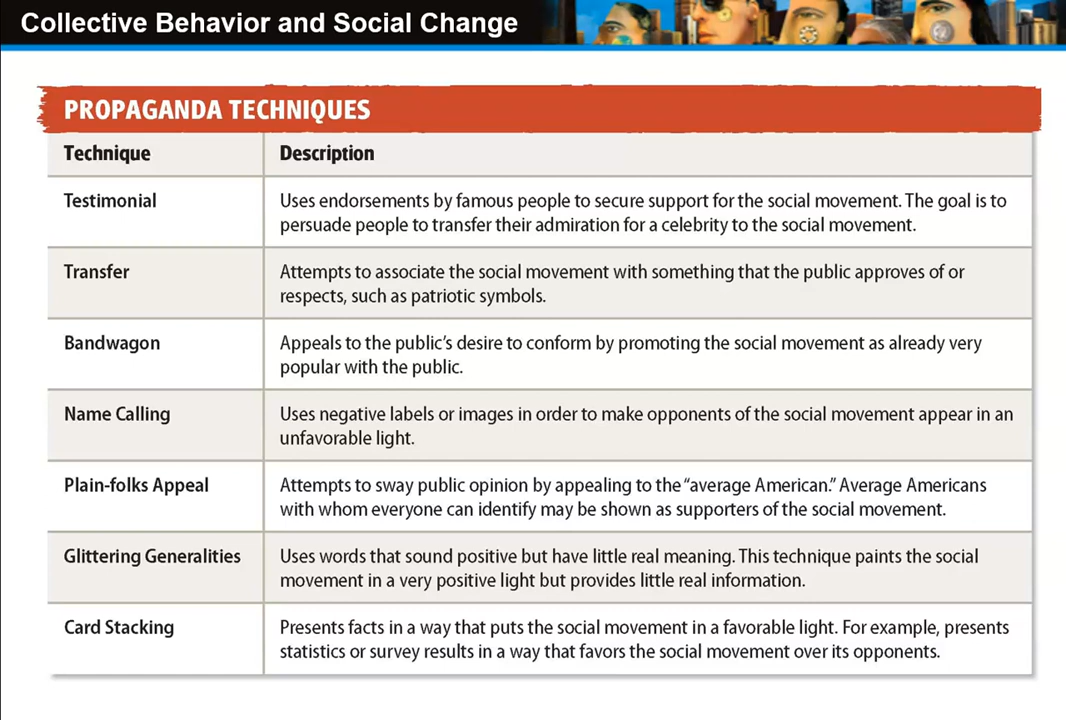 Collective Behavior and Social Change
PROPAGANDA TECHNIQUES
Technique
Description
Testimonial
Uses endorsements by famous people to secure support for the social movement. The goal is to
persuade people to transfer their admiration for a celebrity to the social movement.
Transfer
Attempts to associate the social movement with something that the public approves of or
respects, such as patriotic symbols.
Bandwagon
Appeals to the public's desire to conform by promoting the social movement as already very
popular with the public.
Name Calling
Uses negative labels or images in order to make opponents of the social movement appear in an
unfavorable light.
Plain-folks Appeal
Attempts to sway public opinion by appealing to the “average American.” Average Americans
with whom everyone can identify may be shown as supporters of the social movement.
Glittering Generalities
Uses words that sound positive but have little real meaning. This technique paints the social
movement in a very positive light but provides little real information.
Card Stacking
Presents facts in a way that puts the social movement in a favorable light. For example, presents
statistics or survey results in a way that favors the social movement over its opponents.